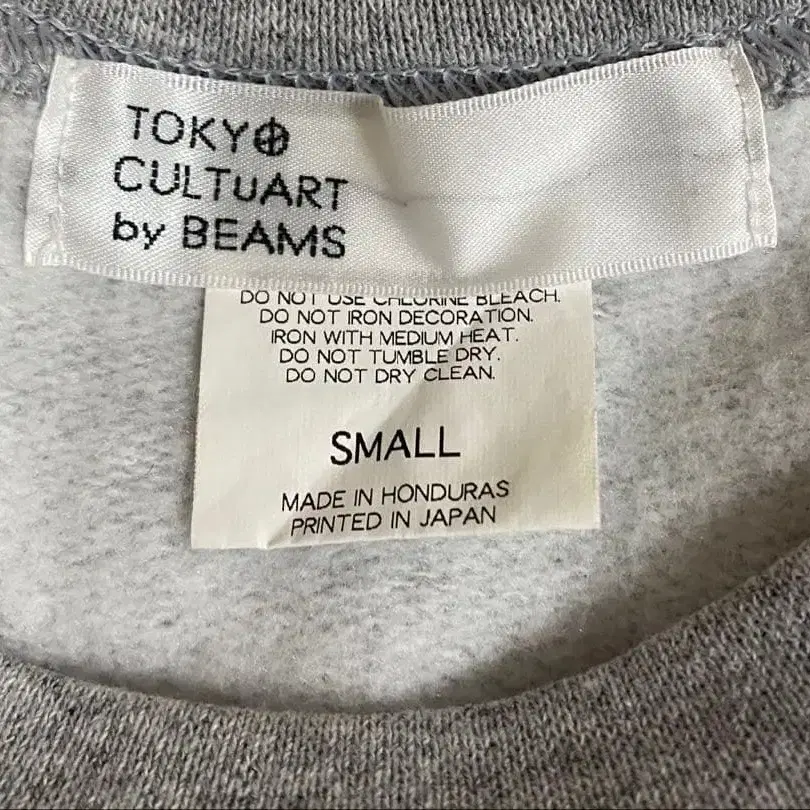 TOKYO
CULTuART
by BEAMS
DO NOT USE CHLORINE BLEACH.
DO NOT IRON DECORATION.
IRON WITH MEDIUM HEAT.
DO NOT TUMBLE DRY.
DO NOT DRY CLEAN.
SMALL
MADE IN HONDURAS
PRINTED IN JAPAN